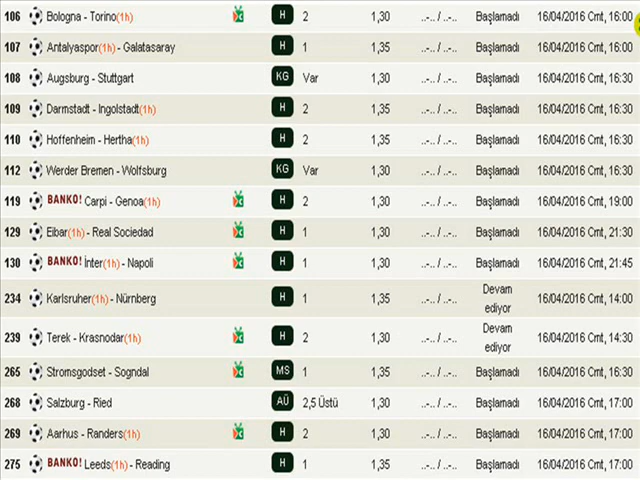 106 Bologna - Torino(1h) H 2 1,30 ..-.. / ..-.. Başlamadı 16/04/2016 Cmt, 16:00
107 Antalyaspor(1h) - Galatasaray H 1 1,35 ..-.. / ..-.. Başlamadı 16/04/2016 Cmt, 16:00
108 Augsburg - Stuttgart KG Var 1,30 ..-.. / ..-.. Başlamadı 16/04/2016 Cmt, 16:30
109 Darmstadt - Ingolstadt(1h) H 2 1,35 ..-.. / ..-.. Başlamadı 16/04/2016 Cmt, 16:30
110 Hoffenheim - Hertha(1h) H 2 1,35 ..-.. / ..-.. Başlamadı 16/04/2016 Cmt, 16:30
112 Werder Bremen - Wolfsburg KG Var 1,30 ..-.. / ..-.. Başlamadı 16/04/2016 Cmt, 16:30
119 BANKO! Carpi - Genoa(1h) H 2 1,35 ..-.. / ..-.. Başlamadı 16/04/2016 Cmt, 19:00
129 Eibar(1h) - Real Sociedad H 1 1,35 ..-.. / ..-.. Başlamadı 16/04/2016 Cmt, 21:30
130 BANKO! İnter(1h) - Napoli H 1 1,30 ..-.. / ..-.. Başlamadı 16/04/2016 Cmt, 21:45
234 Karlsruher(1h) - Nürnberg H 1 1,35 ..-.. / ..-.. Devam ediyor 16/04/2016 Cmt, 14:00
239 Terek - Krasnodar(1h) H 2 1,30 ..-.. / ..-.. Devam ediyor 16/04/2016 Cmt, 14:30
265 Stromsgodset - Sogndal MS 1 1,35 ..-.. / ..-.. Başlamadı 16/04/2016 Cmt, 16:30
268 Salzburg - Ried AÜ 2,5 Üstü 1,30 ..-.. / ..-.. Başlamadı 16/04/2016 Cmt, 17:00
269 Aarhus - Randers(1h) H 2 1,30 ..-.. / ..-.. Başlamadı 16/04/2016 Cmt, 17:00
275 BANKO! Leeds(1h) - Reading H 1 1,35 ..-.. / ..-.. Başlamadı 16/04/2016 Cmt, 17:00